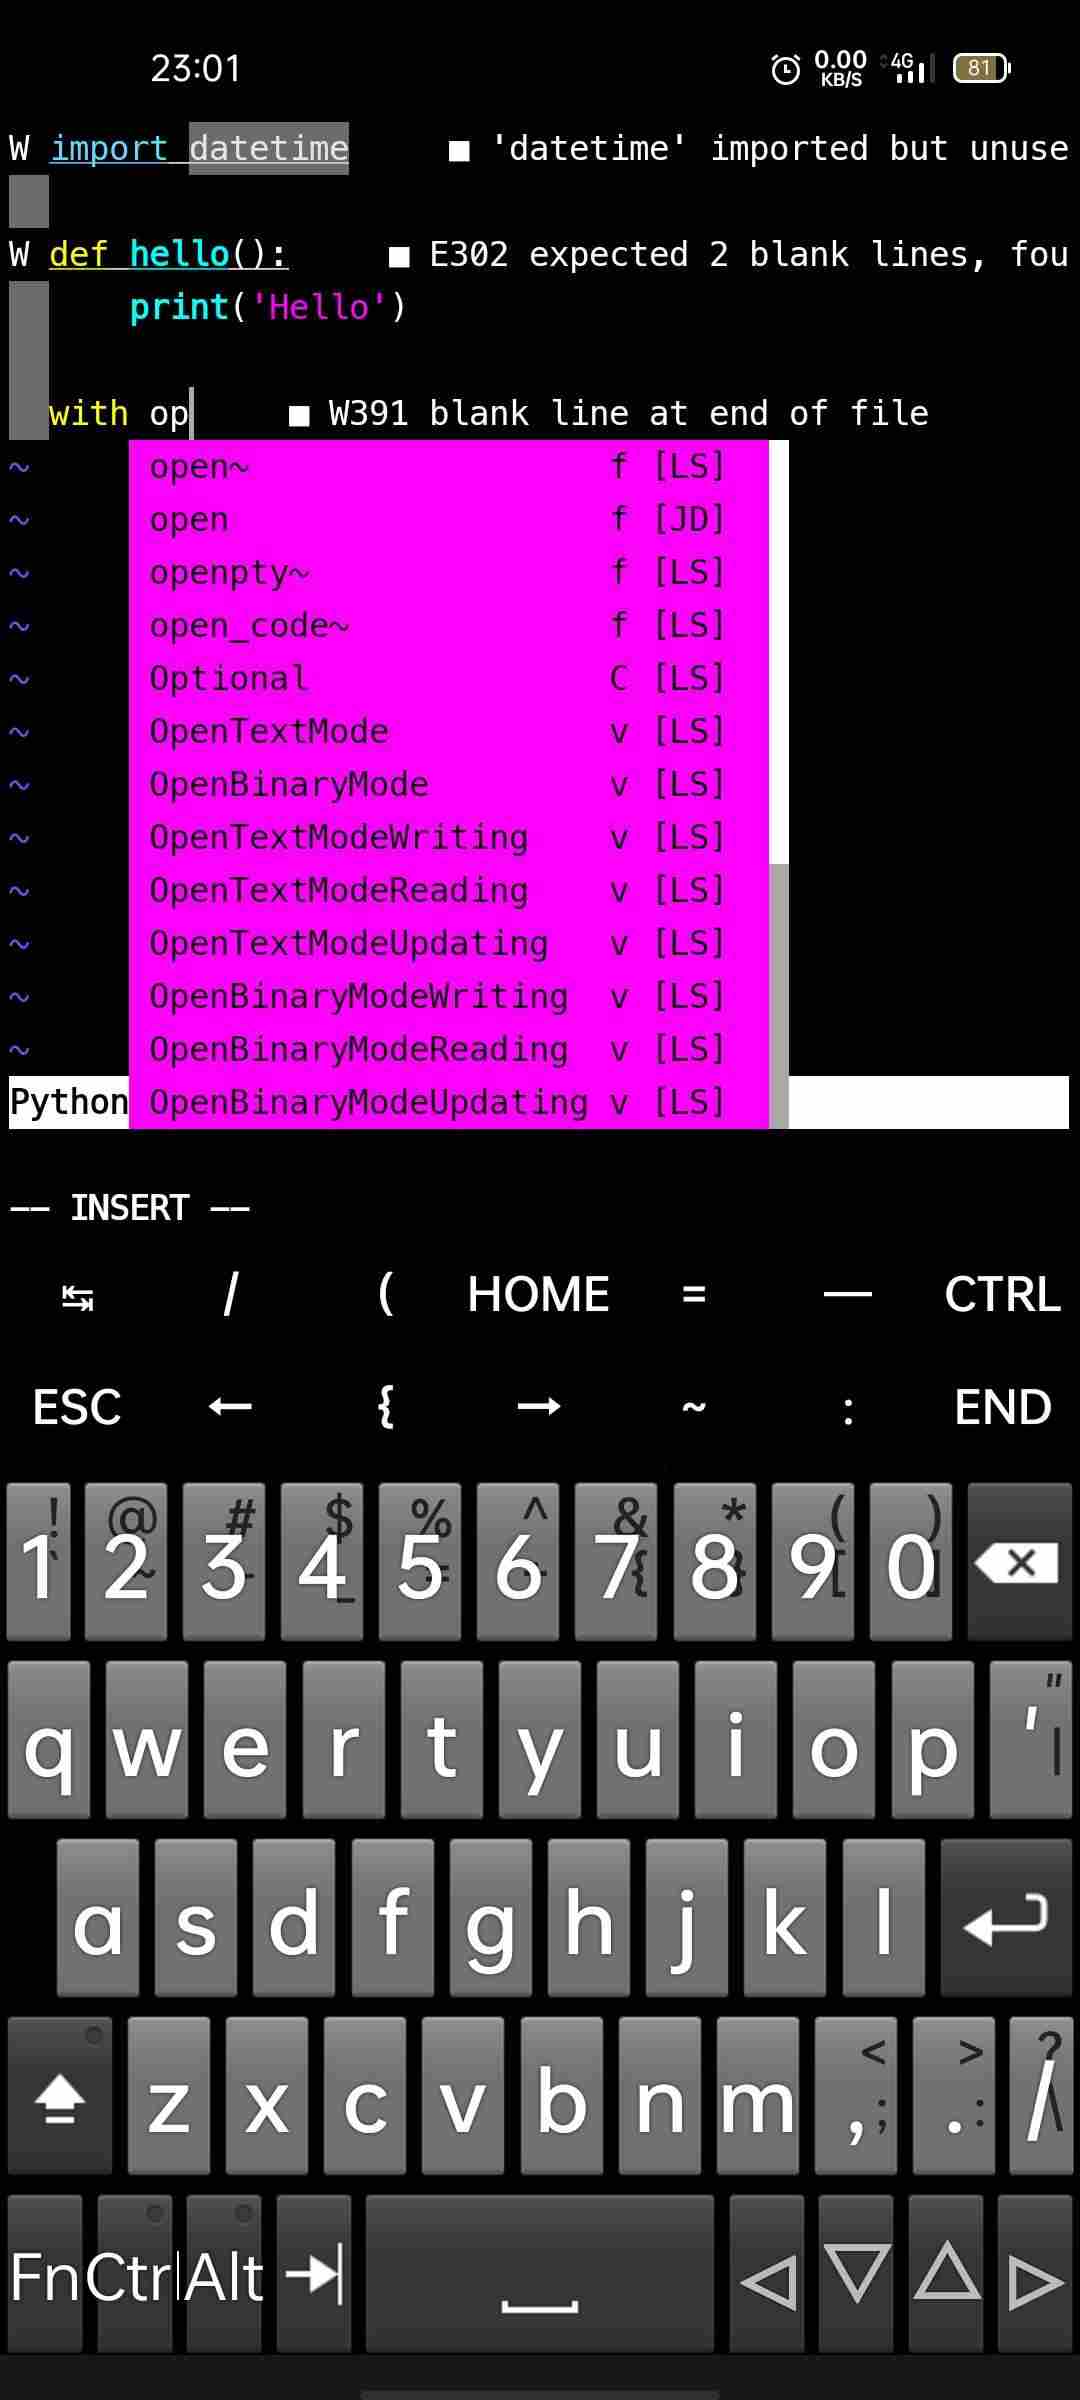 23:01 0.00 KB/S 4G 81
W import datetime ■ 'datetime' imported but unuse
W def hello(): ■ E302 expected 2 blank lines, fou
print('Hello')
with op ■ W391 blank line at end of file
~ open~ f [LS]
~ open f [JD]
~ openpty~ f [LS]
~ open_code~ f [LS]
~ Optional C [LS]
~ OpenTextMode v [LS]
~ OpenBinaryMode v [LS]
~ OpenTextModeWriting v [LS]
~ OpenTextModeReading v [LS]
~ OpenTextModeUpdating v [LS]
~ OpenBinaryModeWriting v [LS]
~ OpenBinaryModeReading v [LS]
Python OpenBinaryModeUpdating v [LS]
-- INSERT --
↹ / ( HOME = — CTRL
ESC ← { → ~ : END
! @ # $ % ^ & * ( )
1 2 3 4 5 6 7 8 9 0
` ~ - _ = + { } [ ]
q w e r t y u i o p ' " |
a s d f g h j k l
z x c v b n m , < ; . > : / ? \
Fn Ctrl Alt